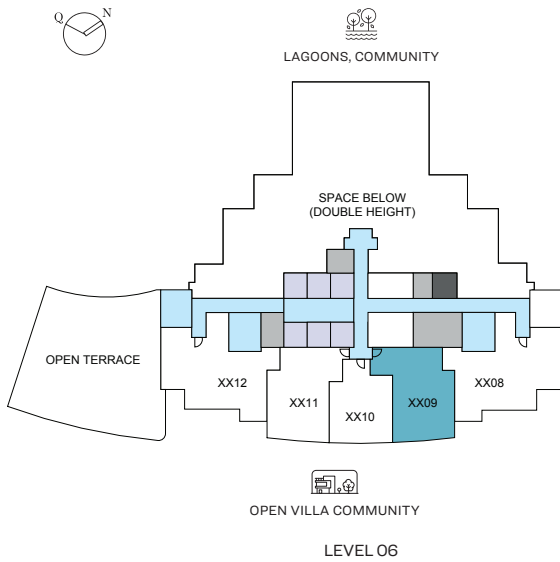 Q N
LAGOONS, COMMUNITY
SPACE BELOW
(DOUBLE HEIGHT)
OPEN TERRACE
XX12
XX11
XX10
XX09
XX08
OPEN VILLA COMMUNITY
LEVEL 06